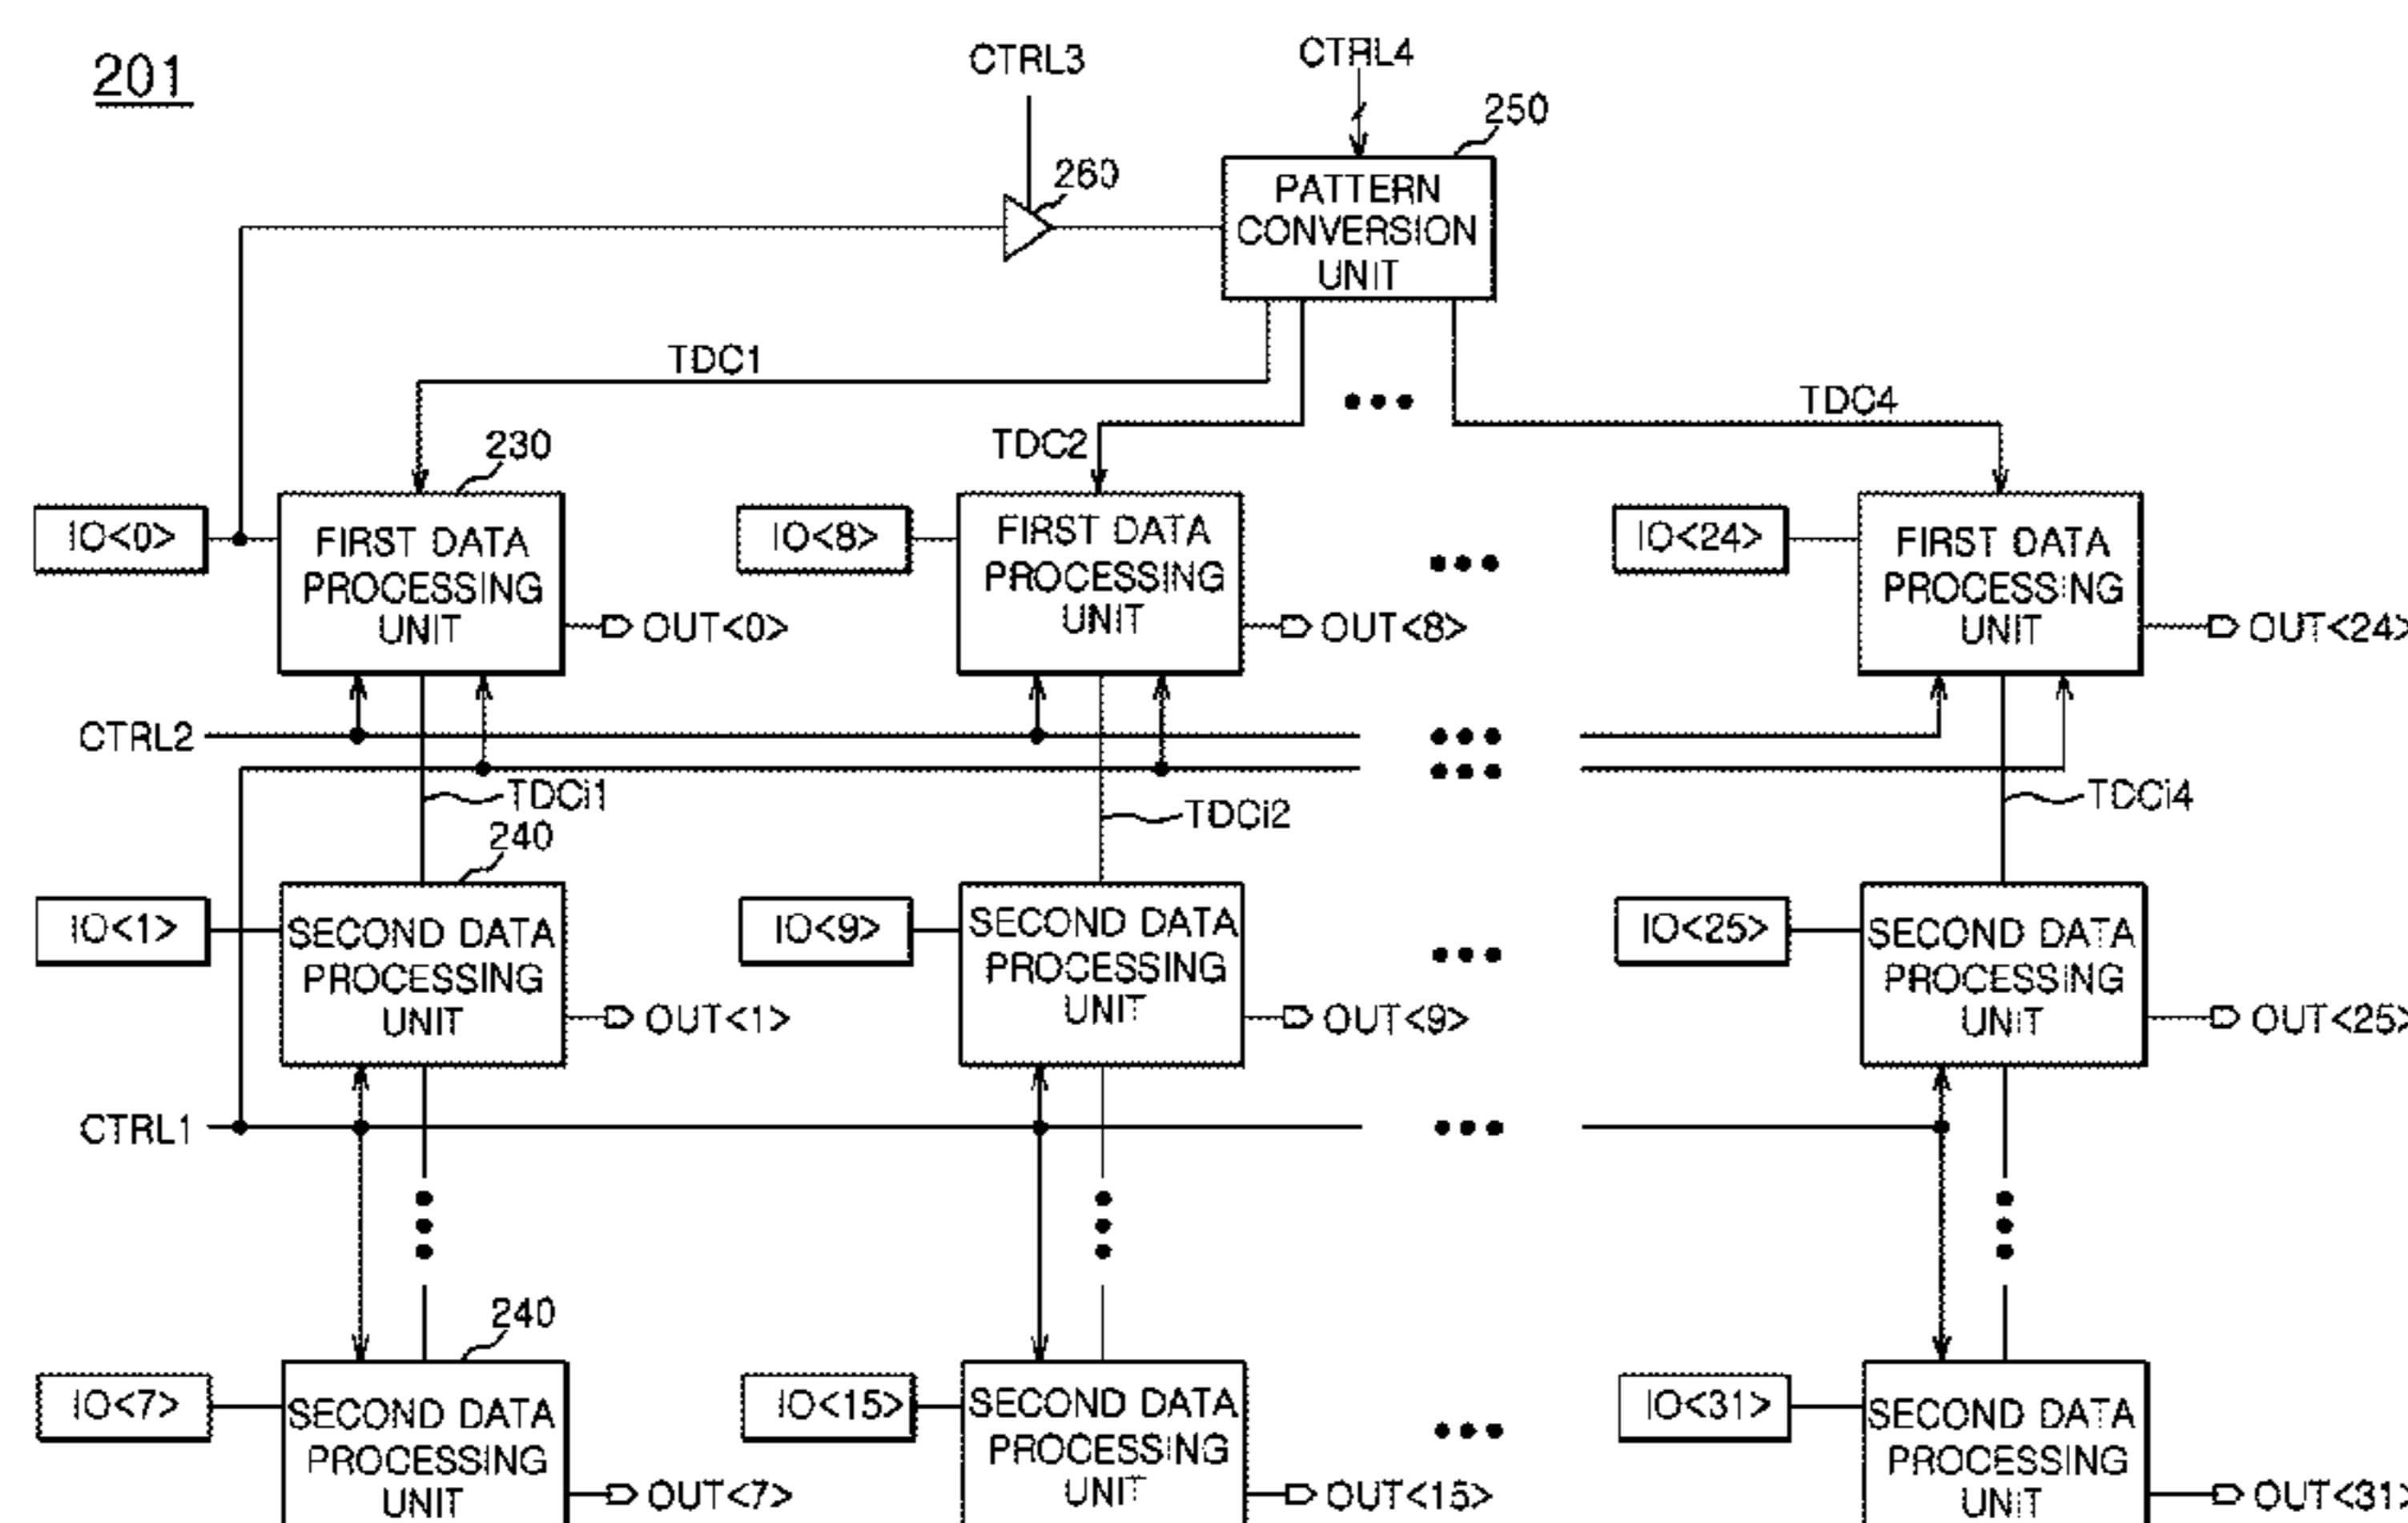 201
CTRL3
CTRL4
250
260
PATTERN
CONVERSION
UNIT
TDC1
TDC2
TDC4
230
IO<0>
FIRST DATA
PROCESSING
UNIT
OUT<0>
IO<8>
FIRST DATA
PROCESSING
UNIT
OUT<8>
IO<24>
FIRST DATA
PROCESSING
UNIT
OUT<24>
CTRL2
TDCi1
TDCi2
TDCi4
240
IO<1>
SECOND DATA
PROCESSING
UNIT
OUT<1>
IO<9>
SECOND DATA
PROCESSING
UNIT
OUT<9>
IO<25>
SECOND DATA
PROCESSING
UNIT
OUT<25>
CTRL1
240
IO<7>
SECOND DATA
PROCESSING
UNIT
OUT<7>
IO<15>
SECOND DATA
PROCESSING
UNIT
OUT<15>
IO<31>
SECOND DATA
PROCESSING
UNIT
OUT<31>